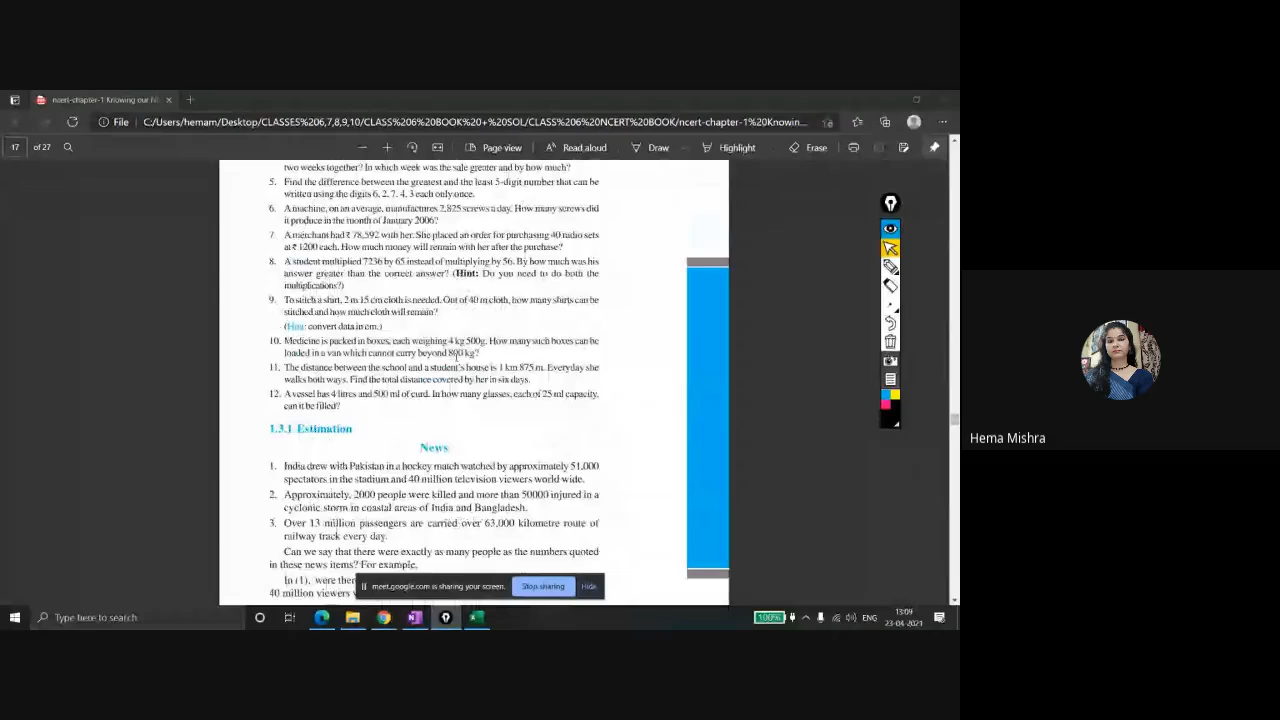 ncert-chapter-1 Knowing our N
File C:/Users/hemam/Desktop/CLASSES%206,7,8,9,10/CLASS%206%20BOOK%20+%20SOL/CLASS%206%20NCERT%20BOOK/ncert-chapter-1%20Knowin...
17 of 27 Page view Read aloud Draw Highlight Erase
two weeks together? In which week was the sale greater and by how much?
5. Find the difference between the greatest and the least 5-digit number that can be
written using the digits 6, 2, 7, 4, 3 each only once.
6. A machine, on an average, manufactures 2,825 screws a day. How many screws did
it produce in the month of January 2006?
7. A merchant had ₹ 78,592 with her. She placed an order for purchasing 40 radio sets
at ₹ 1200 each. How much money will remain with her after the purchase?
8. A student multiplied 7236 by 65 instead of multiplying by 56. By how much was his
answer greater than the correct answer? (Hint: Do you need to do both the
multiplications?)
9. To stitch a shirt, 2 m 15 cm cloth is needed. Out of 40 m cloth, how many shirts can be
stitched and how much cloth will remain?
(Hint: convert data in cm.)
10. Medicine is packed in boxes, each weighing 4 kg 500g. How many such boxes can be
loaded in a van which cannot carry beyond 800 kg?
11. The distance between the school and a student's house is 1 km 875 m. Everyday she
walks both ways. Find the total distance covered by her in six days.
12. A vessel has 4 litres and 500 ml of curd. In how many glasses, each of 25 ml capacity,
can it be filled?
1.3.1 Estimation
News
1. India drew with Pakistan in a hockey match watched by approximately 51,000
spectators in the stadium and 40 million television viewers world wide.
2. Approximately, 2000 people were killed and more than 50000 injured in a
cyclonic storm in coastal areas of India and Bangladesh.
3. Over 13 million passengers are carried over 63,000 kilometre route of
railway track every day.
Can we say that there were exactly as many people as the numbers quoted
in these news items? For example,
In (1), were ther
40 million viewers
meet.google.com is sharing your screen. Stop sharing Hide
Hema Mishra
Type here to search
100% ENG
13:09
23-04-2021